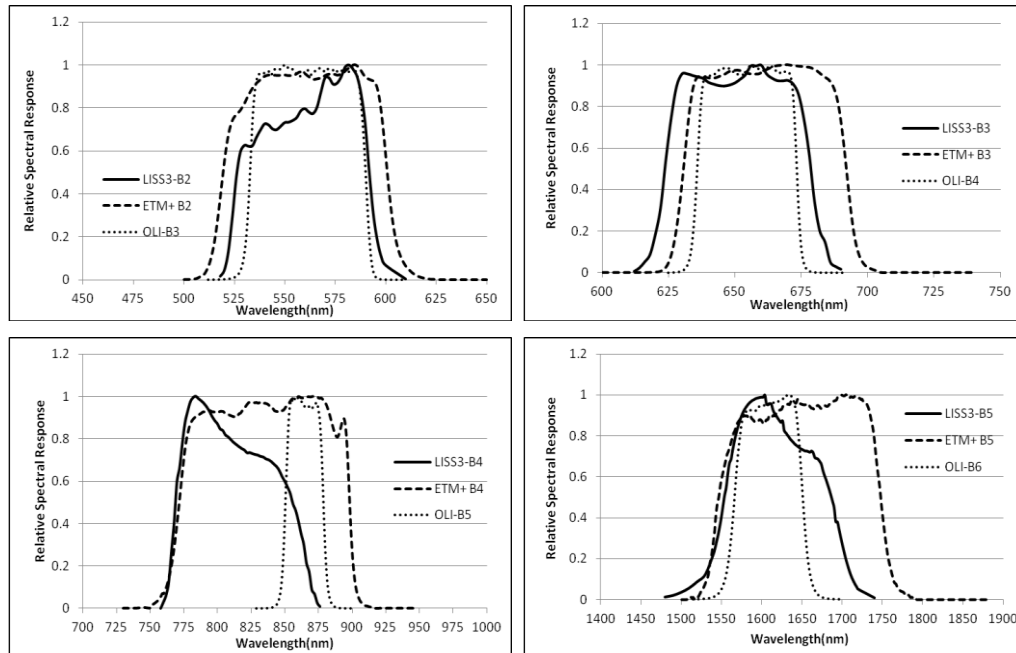 1.2
1
0.8
0.6
0.4
0.2
0
Relative Spectral Response
LISS3-B2
ETM+ B2
OLI-B3
450 475 500 525 550 575 600 625 650
Wavelength(nm)
1.2
1
0.8
0.6
0.4
0.2
0
Relative Spectral Response
LISS3-B3
ETM+ B3
OLI-B4
600 625 650 675 700 725 750
Wavelength(nm)
1.2
1
0.8
0.6
0.4
0.2
0
Relative Spectral Response
LISS3-B4
ETM+ B4
OLI-B5
700 725 750 775 800 825 850 875 900 925 950 975 1000
Wavelength(nm)
1.2
1
0.8
0.6
0.4
0.2
0
Relative Spectral Response
LISS3-B5
ETM+ B5
OLI-B6
1400 1450 1500 1550 1600 1650 1700 1750 1800 1850 1900
Wavelength(nm)